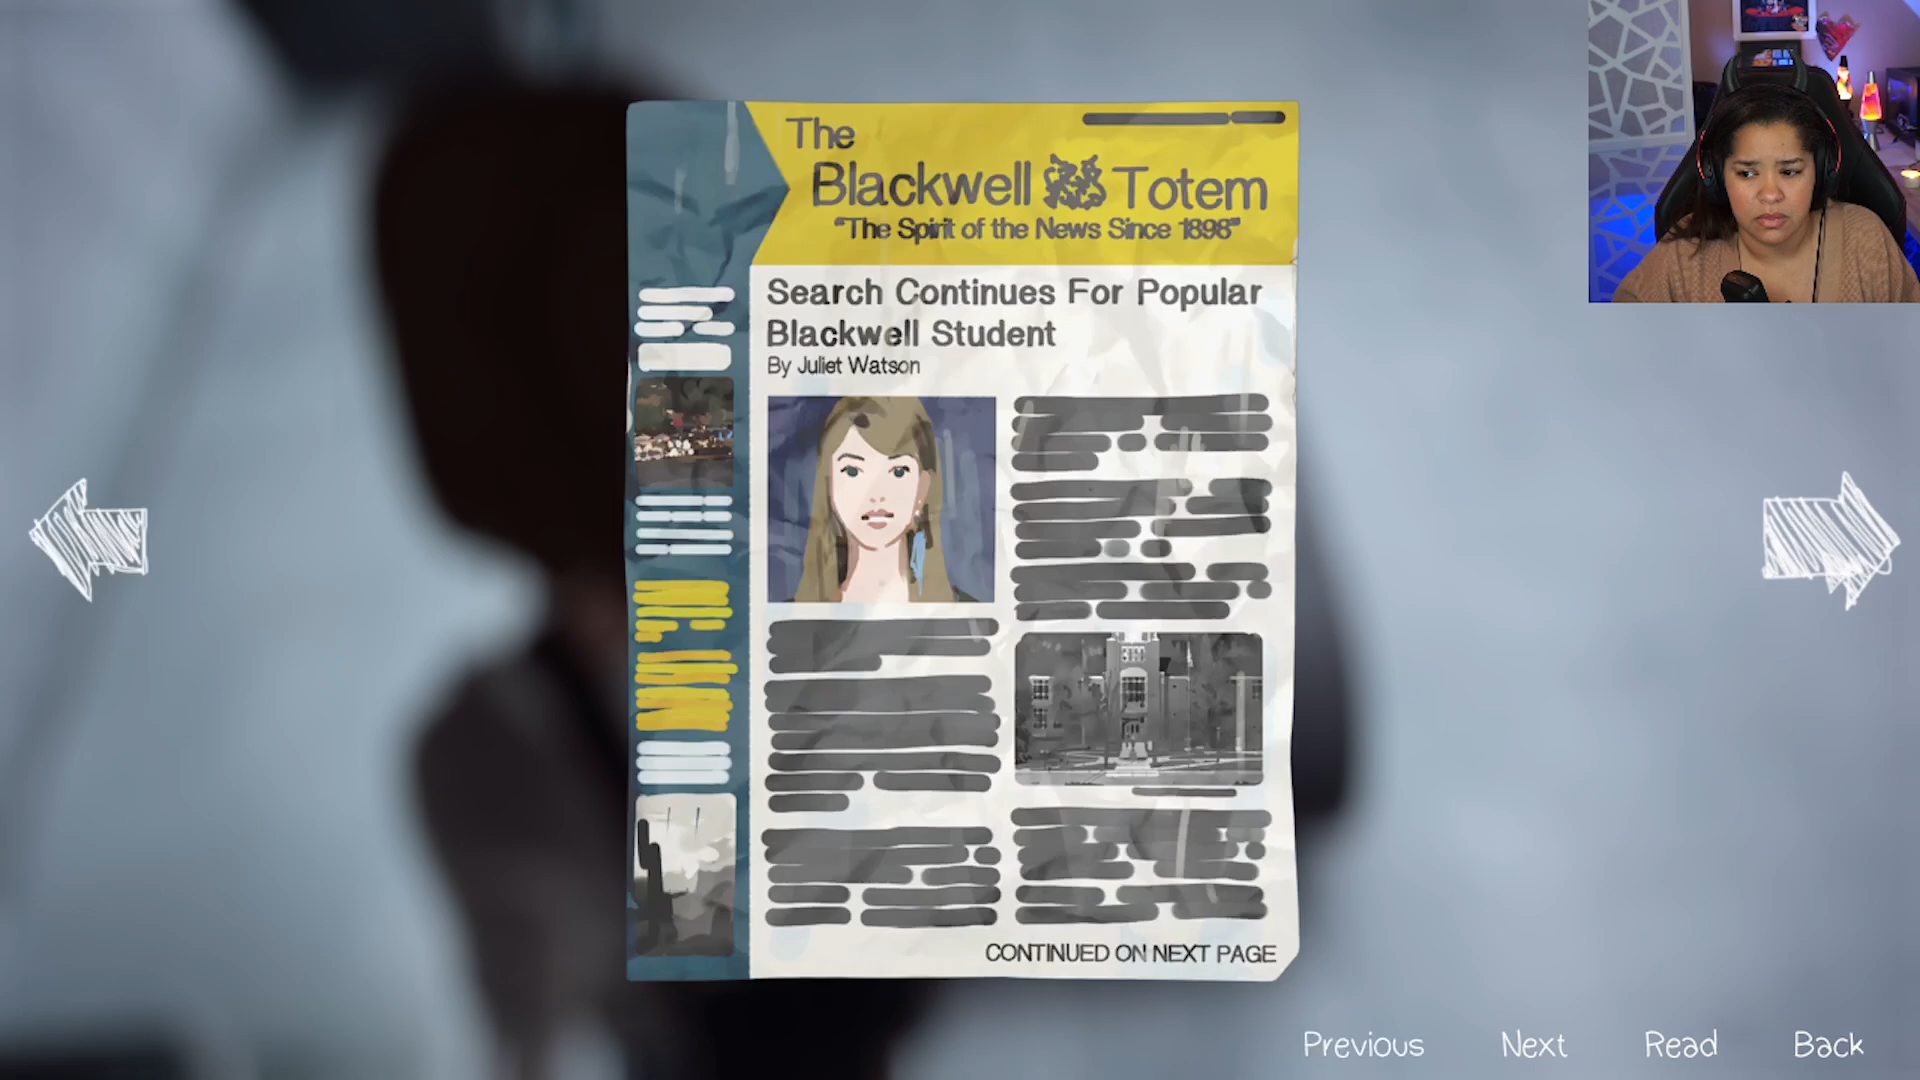 The
Blackwell Totem
"The Spirit of the News Since 1898"
Search Continues For Popular
Blackwell Student
By Juliet Watson
CONTINUED ON NEXT PAGE
Previous Next Read Back